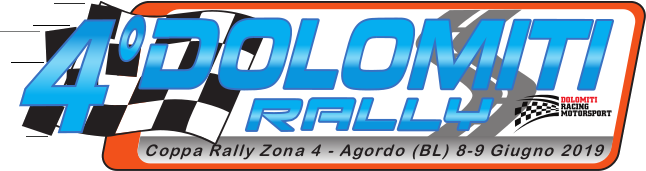 4° DOLOMITI
RALLY
DOLOMITI
RACING
MOTORSPORT
Coppa Rally Zona 4 - Agordo (BL) 8-9 Giugno 2019